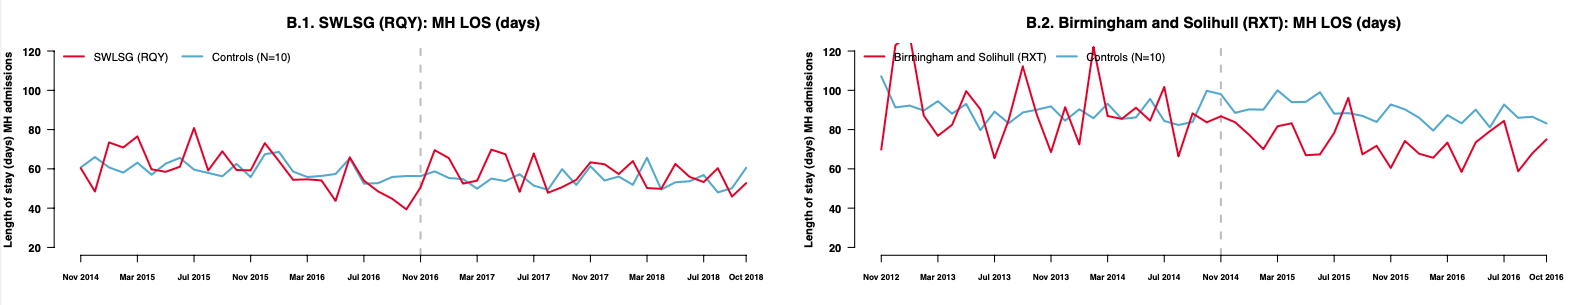 B.1. SWLSG (RQY): MH LOS (days)
SWLSG (RQY) Controls (N=10)
Length of stay (days) MH admissions
120
100
80
60
40
20
Nov 2014 Mar 2015 Jul 2015 Nov 2015 Mar 2016 Jul 2016 Nov 2016 Mar 2017 Jul 2017 Nov 2017 Mar 2018 Jul 2018 Oct 2018
B.2. Birmingham and Solihull (RXT): MH LOS (days)
Birmingham and Solihull (RXT) Controls (N=10)
Length of stay (days) MH admissions
120
100
80
60
40
20
Nov 2012 Mar 2013 Jul 2013 Nov 2013 Mar 2014 Jul 2014 Nov 2014 Mar 2015 Jul 2015 Nov 2015 Mar 2016 Jul 2016 Oct 2016